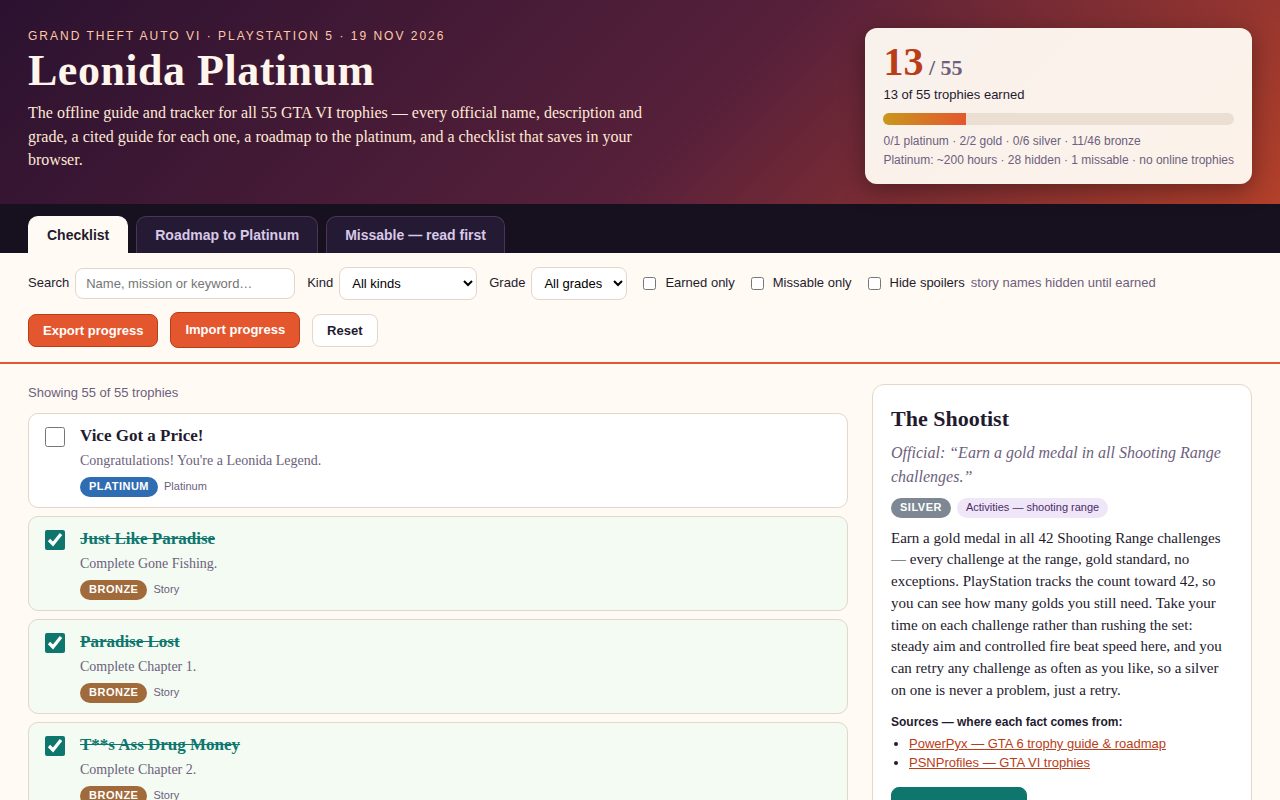 GRAND THEFT AUTO VI · PLAYSTATION 5 · 19 NOV 2026
Leonida Platinum
The offline guide and tracker for all 55 GTA VI trophies — every official name, description and
grade, a cited guide for each one, a roadmap to the platinum, and a checklist that saves in your
browser.
13 / 55
13 of 55 trophies earned
0/1 platinum · 2/2 gold · 0/6 silver · 11/46 bronze
Platinum: ~200 hours · 28 hidden · 1 missable · no online trophies
Checklist
Roadmap to Platinum
Missable — read first
Search
Name, mission or keyword…
Kind
All kinds
Grade
All grades
Earned only
Missable only
Hide spoilers
story names hidden until earned
Export progress
Import progress
Reset
Showing 55 of 55 trophies
Vice Got a Price!
Congratulations! You're a Leonida Legend.
PLATINUM
Platinum
Just Like Paradise
Complete Gone Fishing.
BRONZE
Story
Paradise Lost
Complete Chapter 1.
BRONZE
Story
T**s Ass Drug Money
Complete Chapter 2.
BRONZE
Story
The Shootist
Official: “Earn a gold medal in all Shooting Range
challenges.”
SILVER
Activities — shooting range
Earn a gold medal in all 42 Shooting Range challenges
— every challenge at the range, gold standard, no
exceptions. PlayStation tracks the count toward 42, so
you can see how many golds you still need. Take your
time on each challenge rather than rushing the set:
steady aim and controlled fire beat speed here, and you
can retry any challenge as often as you like, so a silver
on one is never a problem, just a retry.
Sources — where each fact comes from:
PowerPyx — GTA 6 trophy guide & roadmap
PSNProfiles — GTA VI trophies